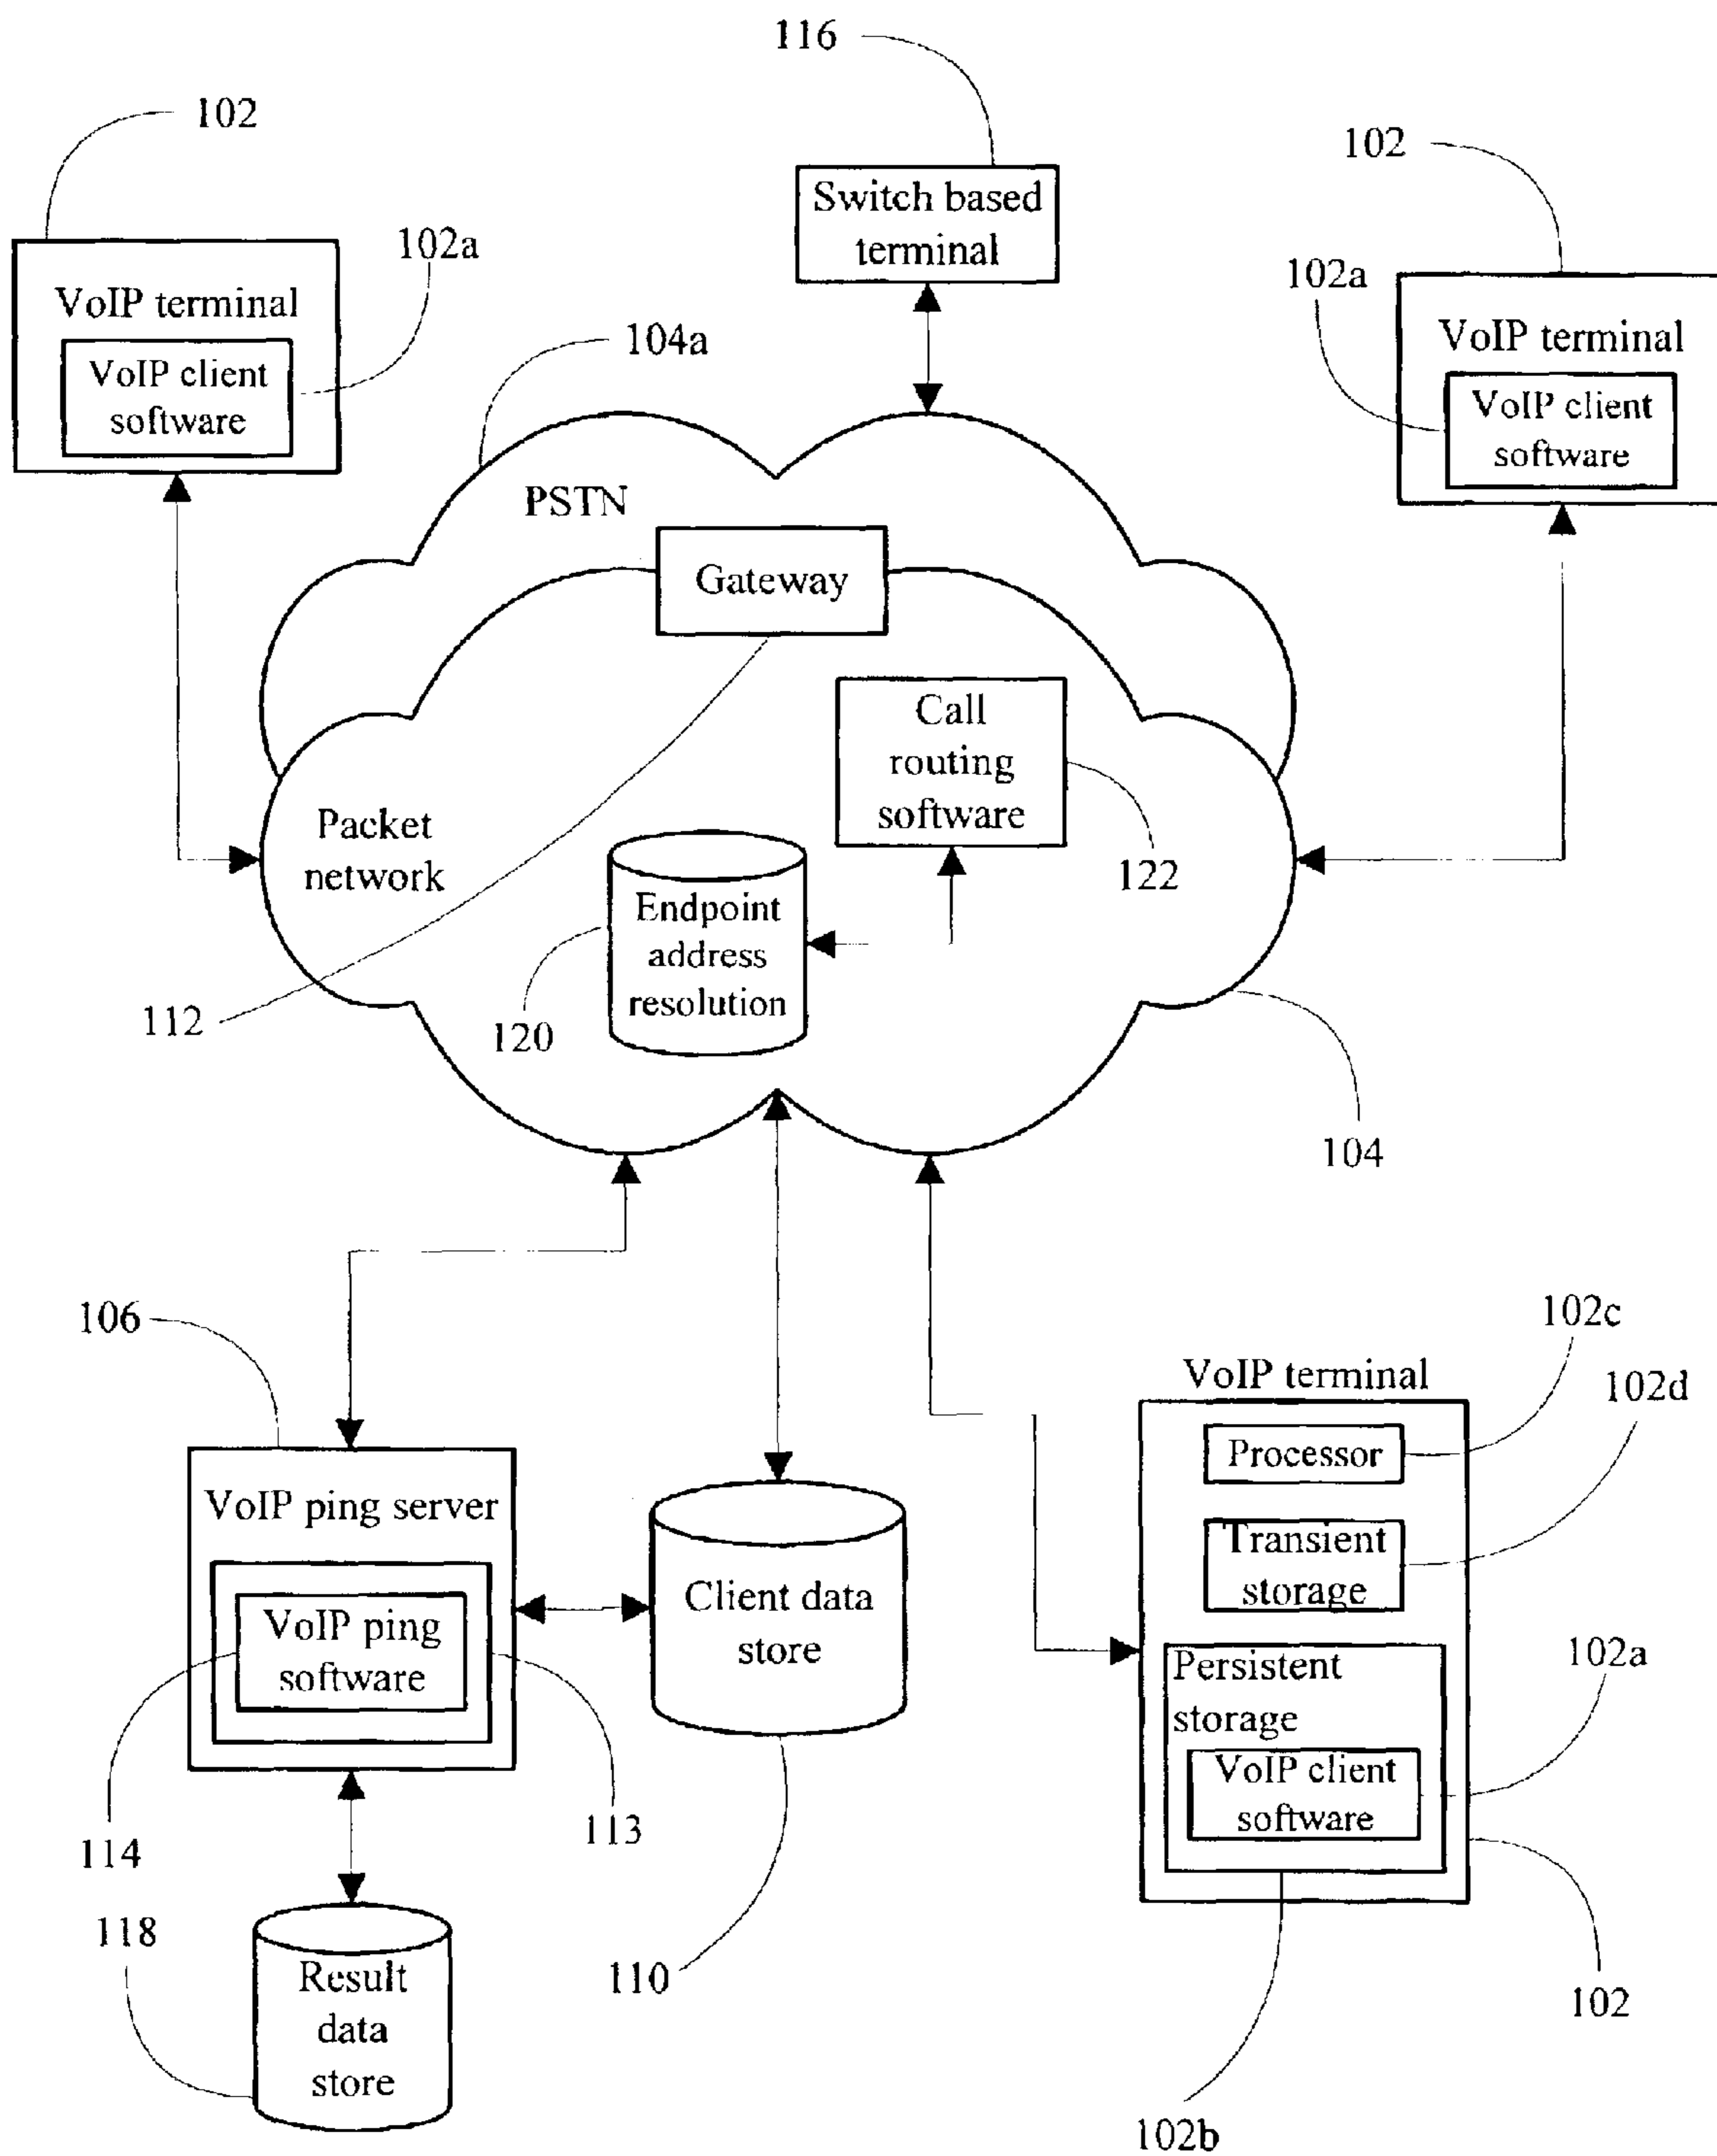 116
102
102
Switch based
terminal
102a
102a
VoIP terminal
VoIP client
software
104a
VoIP terminal
VoIP client
software
PSTN
Gateway
Call
routing
software
Packet
network
122
Endpoint
address
resolution
112
120
104
106
102c
VoIP terminal
102d
Processor
VoIP ping server
Transient
storage
Client data
store
VoIP ping
software
102a
Persistent
storage
VoIP client
software
113
114
118
110
102
Result
data
store
102b